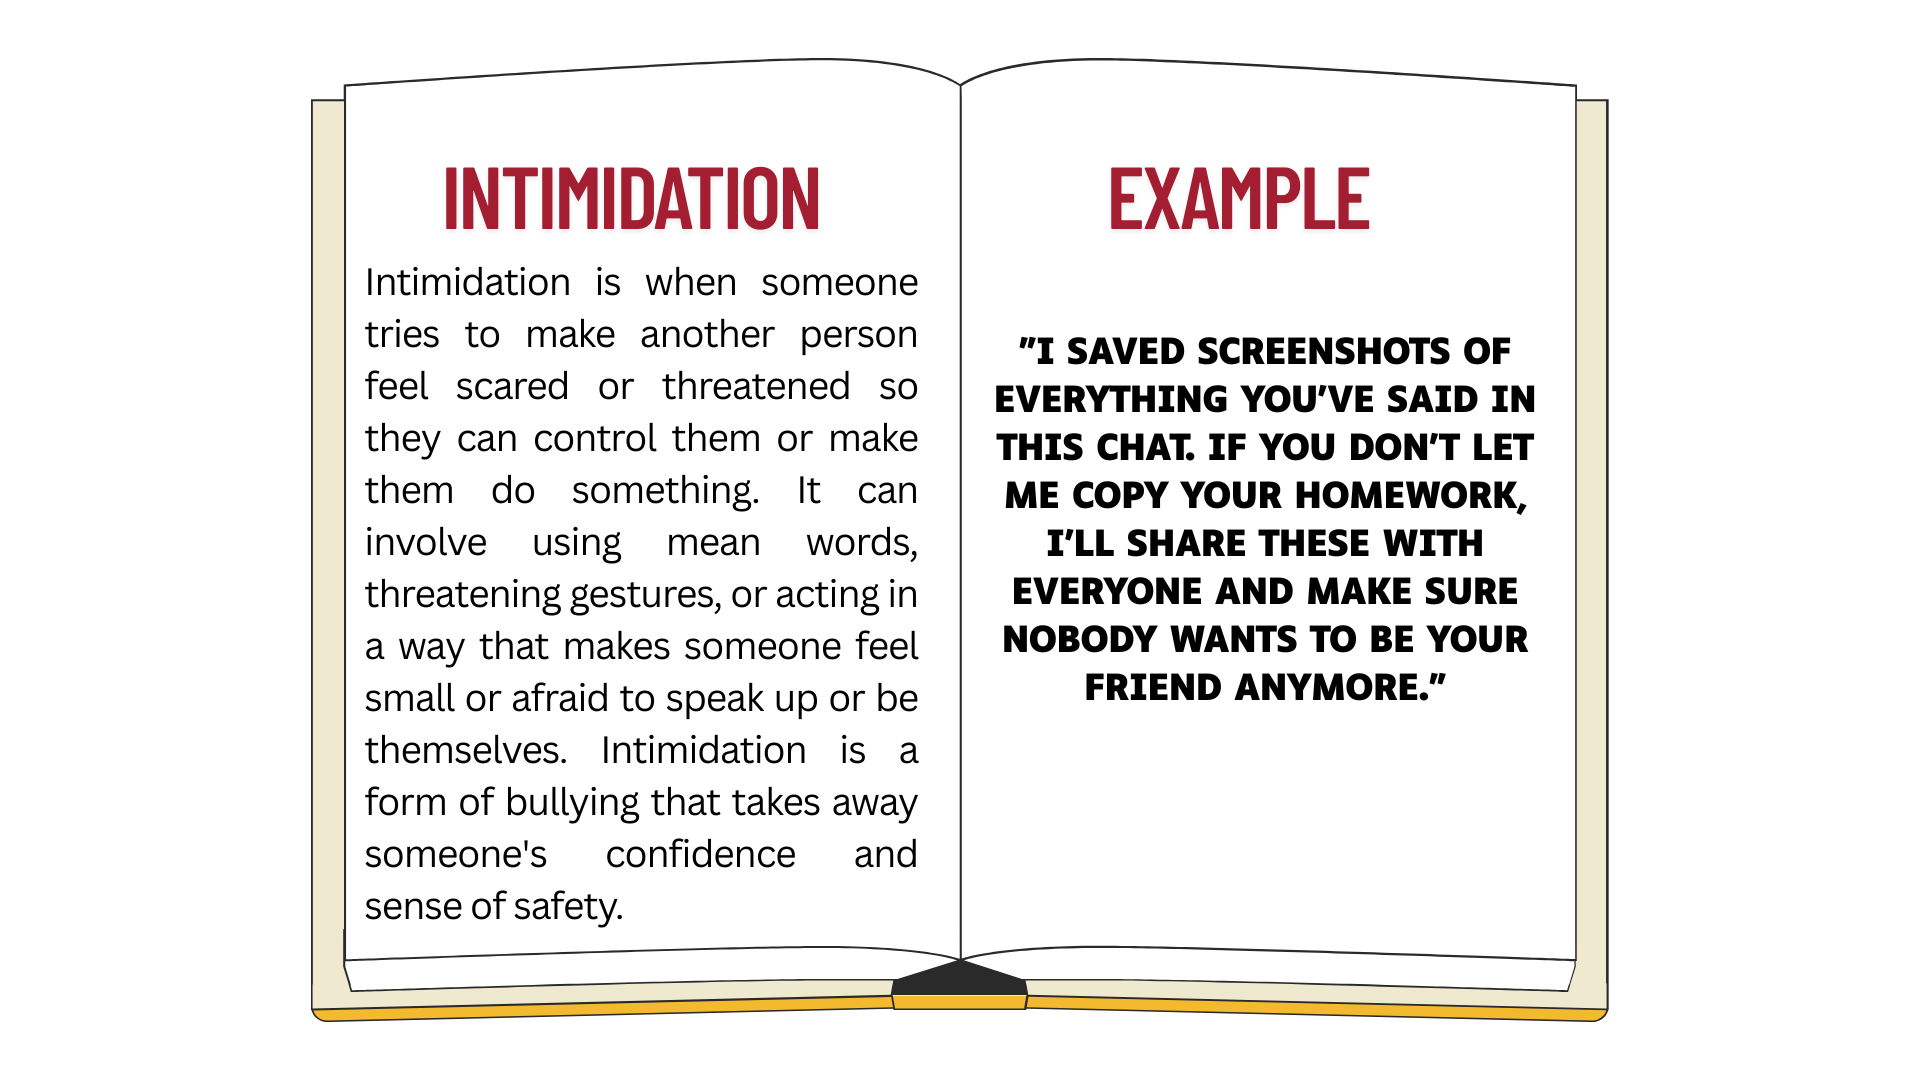 INTIMIDATION
Intimidation is when someone
tries to make another person
feel scared or threatened so
they can control them or make
them do something. It can
involve using mean words,
threatening gestures, or acting in
a way that makes someone feel
small or afraid to speak up or be
themselves. Intimidation is a
form of bullying that takes away
someone's confidence and
sense of safety.
EXAMPLE
"I SAVED SCREENSHOTS OF
EVERYTHING YOU'VE SAID IN
THIS CHAT. IF YOU DON'T LET
ME COPY YOUR HOMEWORK,
I'LL SHARE THESE WITH
EVERYONE AND MAKE SURE
NOBODY WANTS TO BE YOUR
FRIEND ANYMORE."